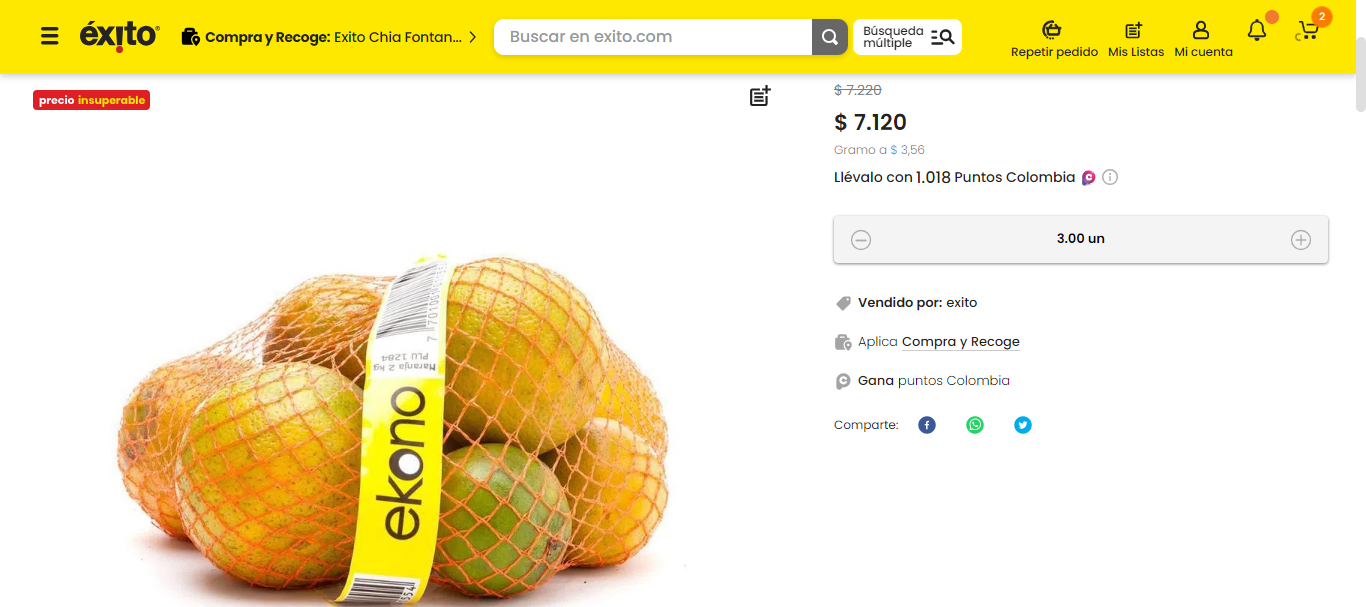 éxito
Compra y Recoge: Exito Chia Fontan...
Buscar en exito.com
Búsqueda
múltiple
Repetir pedido
Mis Listas
Mi cuenta
2
precio insuperable
$ 7.220
$ 7.120
Gramo a $ 3,56
Llévalo con 1.018 Puntos Colombia
3.00 un
Vendido por: exito
Aplica Compra y Recoge
Gana puntos Colombia
Comparte:
Naranja 2 kg
PLU 1284
ekono